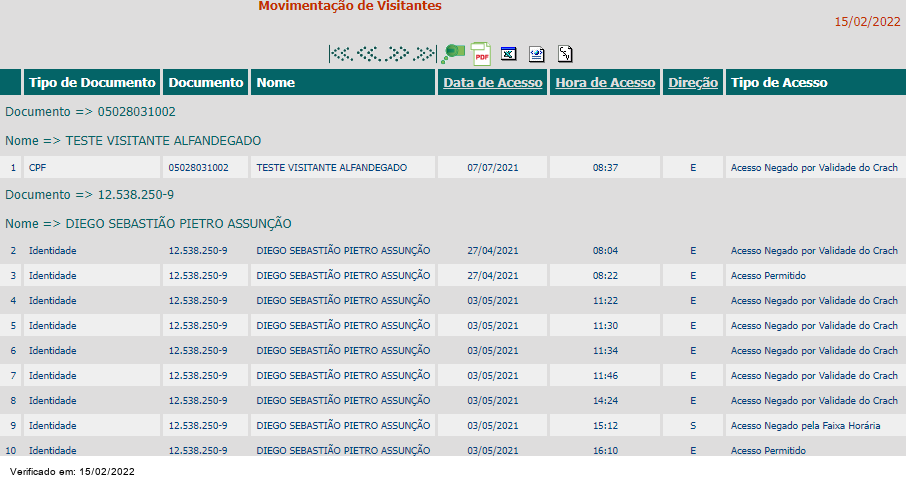 Movimentação de Visitantes
15/02/2022
PDF
Tipo de Documento Documento Nome Data de Acesso Hora de Acesso Direção Tipo de Acesso
Documento => 05028031002
Nome => TESTE VISITANTE ALFANDEGADO
1 CPF 05028031002 TESTE VISITANTE ALFANDEGADO 07/07/2021 08:37 E Acesso Negado por Validade do Crach
Documento => 12.538.250-9
Nome => DIEGO SEBASTIÃO PIETRO ASSUNÇÃO
2 Identidade 12.538.250-9 DIEGO SEBASTIÃO PIETRO ASSUNÇÃO 27/04/2021 08:04 E Acesso Negado por Validade do Crach
3 Identidade 12.538.250-9 DIEGO SEBASTIÃO PIETRO ASSUNÇÃO 27/04/2021 08:22 E Acesso Permitido
4 Identidade 12.538.250-9 DIEGO SEBASTIÃO PIETRO ASSUNÇÃO 03/05/2021 11:22 E Acesso Negado por Validade do Crach
5 Identidade 12.538.250-9 DIEGO SEBASTIÃO PIETRO ASSUNÇÃO 03/05/2021 11:30 E Acesso Negado por Validade do Crach
6 Identidade 12.538.250-9 DIEGO SEBASTIÃO PIETRO ASSUNÇÃO 03/05/2021 11:34 E Acesso Negado por Validade do Crach
7 Identidade 12.538.250-9 DIEGO SEBASTIÃO PIETRO ASSUNÇÃO 03/05/2021 11:46 E Acesso Negado por Validade do Crach
8 Identidade 12.538.250-9 DIEGO SEBASTIÃO PIETRO ASSUNÇÃO 03/05/2021 14:24 E Acesso Negado por Validade do Crach
9 Identidade 12.538.250-9 DIEGO SEBASTIÃO PIETRO ASSUNÇÃO 03/05/2021 15:12 S Acesso Negado pela Faixa Horária
10 Identidade 12.538.250-9 DIEGO SEBASTIÃO PIETRO ASSUNÇÃO 03/05/2021 16:10 E Acesso Permitido
Verificado em: 15/02/2022